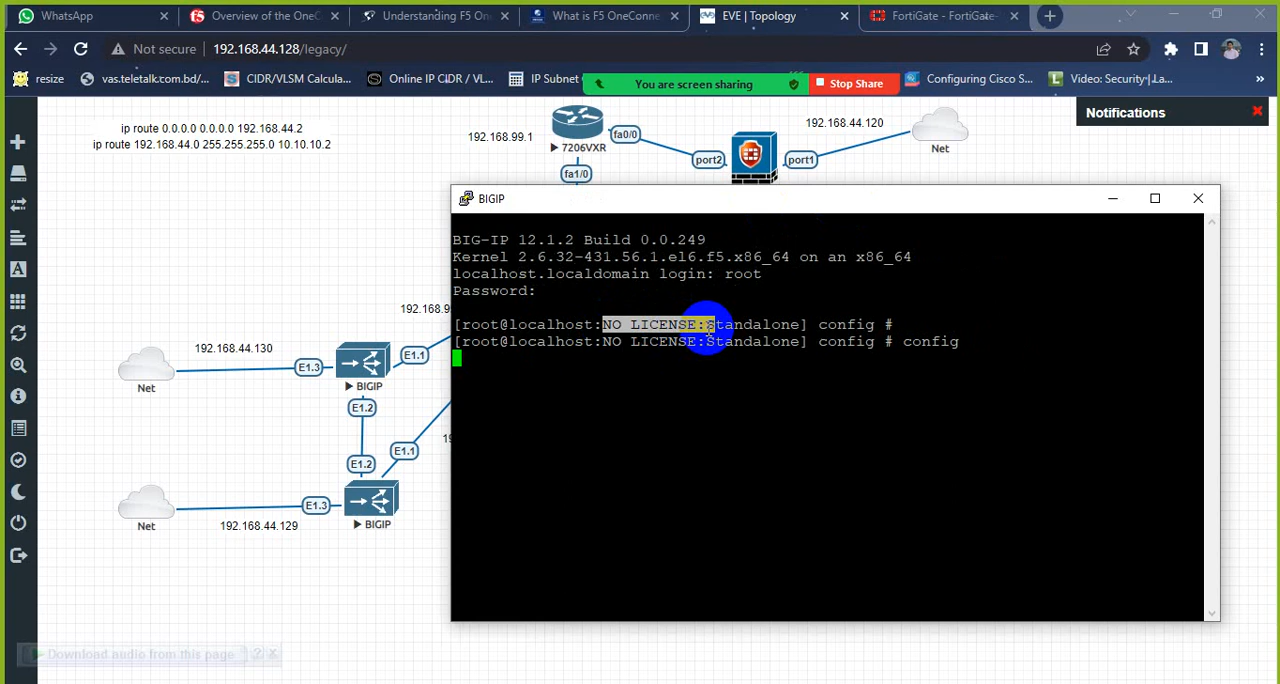 WhatsApp
Overview of the OneC
Understanding F5 On
What is F5 OneConne
EVE | Topology
FortiGate - FortiGate-
Not secure
192.168.44.128/legacy/
resize
vas.teletalk.com.bd/...
CIDR/VLSM Calcula...
Online IP CIDR / VL...
IP Subnet
You are screen sharing
Stop Share
Configuring Cisco S...
Video: Security | La...
»
ip route 0.0.0.0 0.0.0.0 192.168.44.2
ip route 192.168.44.0 255.255.255.0 10.10.10.2
192.168.99.1
7206VXR
fa0/0
fa1/0
port2
port1
192.168.44.120
Net
Notifications
BIGIP
BIG-IP 12.1.2 Build 0.0.249
Kernel 2.6.32-431.56.1.el6.f5.x86_64 on an x86_64
localhost.localdomain login: root
Password:
[root@localhost:NO LICENSE:Standalone] config #
[root@localhost:NO LICENSE:Standalone] config # config
192.168.9
192.168.44.130
Net
E1.3
BIGIP
E1.1
E1.2
E1.2
E1.1
Net
E1.3
BIGIP
192.168.44.129
Download audio from this page
?
x